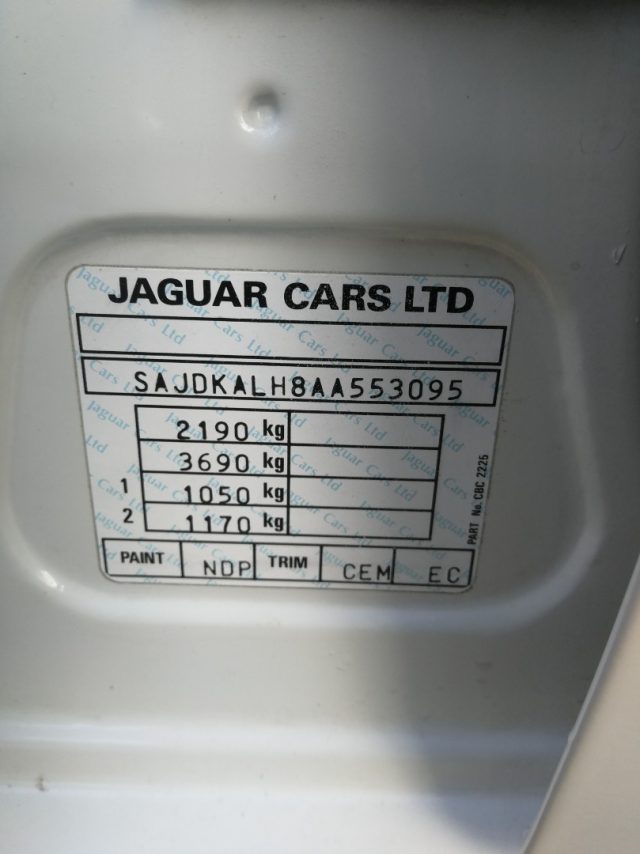 JAGUAR CARS LTD
SAJDKALH8AA553095
2190 kg
3690 kg
1 1050 kg
2 1170 kg
PAINT NDP TRIM CEM EC
PART No. CBC 2225